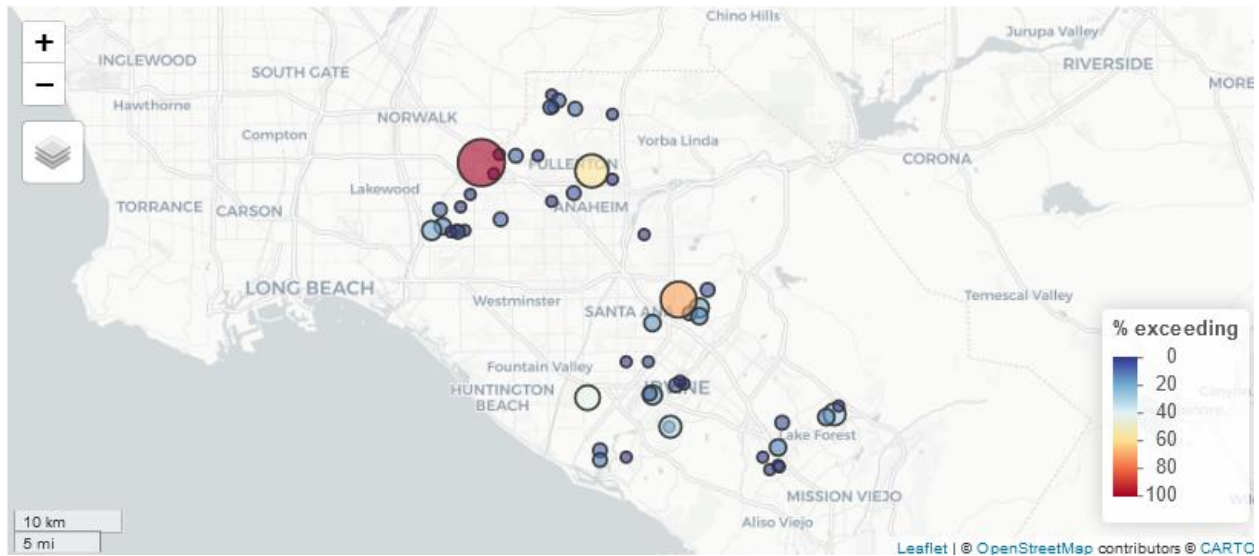 Chino Hills
Jurupa Valley
+
INGLEWOOD
RIVERSIDE
SOUTH GATE
−
MORE
Hawthorne
NORWALK
Compton
Yorba Linda
CORONA
FULLERTON
Lakewood
TORRANCE
CARSON
ANAHEIM
LONG BEACH
Temescal Valley
Westminster
SANTA ANA
% exceeding
0
20
40
60
80
100
Fountain Valley
HUNTINGTON
BEACH
IRVINE
Lake Forest
MISSION VIEJO
10 km
5 mi
Aliso Viejo
Leaflet | © OpenStreetMap contributors © CARTO